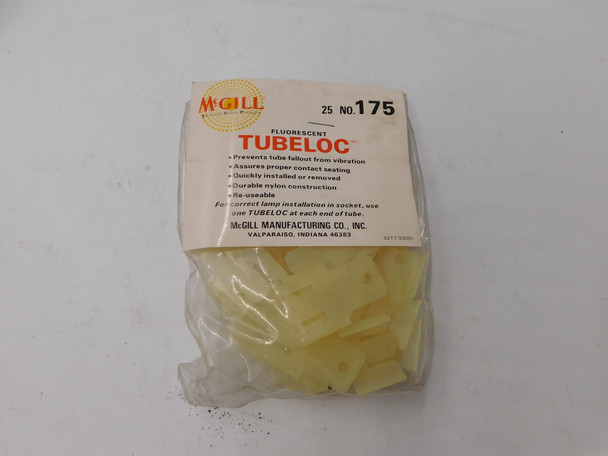 McGILL
25 NO. 175
FLUORESCENT
TUBELOC™
• Prevents tube fallout from vibration
• Assures proper contact seating
• Quickly installed or removed
• Durable nylon construction
• Re-useable
For correct lamp installation in socket, use
one TUBELOC at each end of tube.
McGILL MANUFACTURING CO., INC.
VALPARAISO, INDIANA 46383